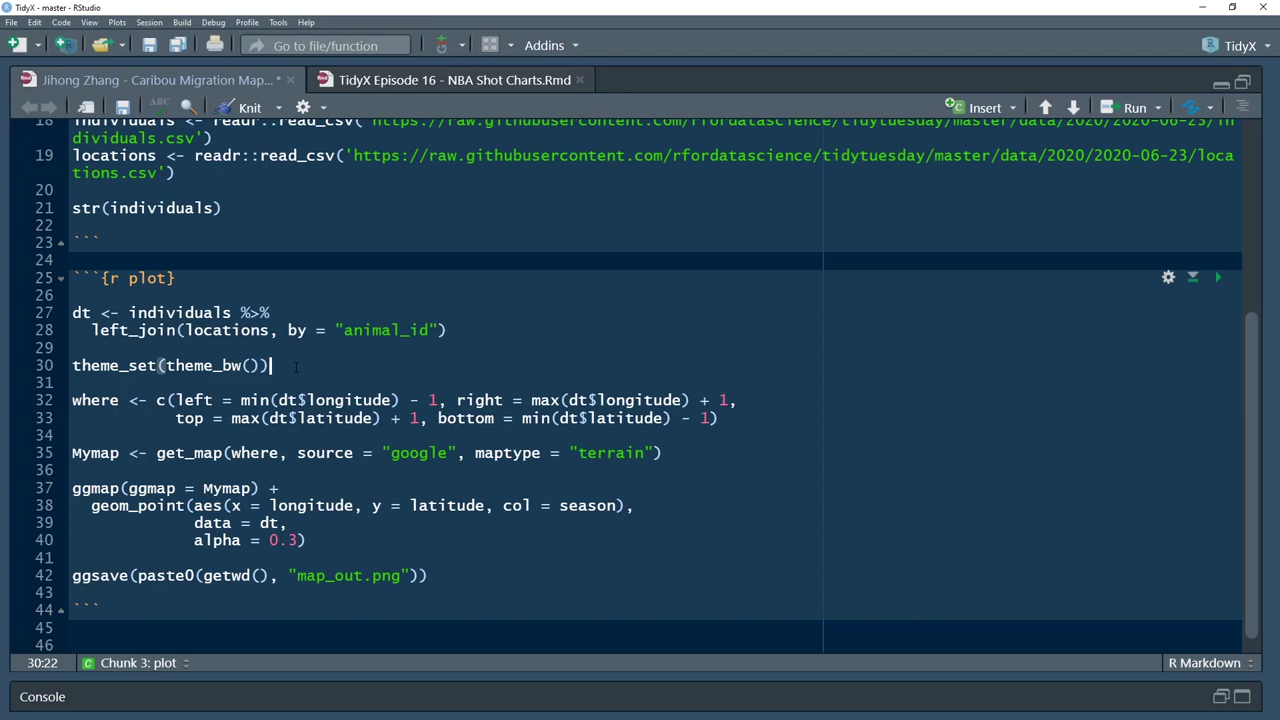 TidyX - master - RStudio
File Edit Code View Plots Session Build Debug Profile Tools Help
Go to file/function Addins TidyX
Jihong Zhang - Caribou Migration Map...* TidyX Episode 16 - NBA Shot Charts.Rmd
ABC Knit Insert Run
18 individuals <- readr::read_csv('https://raw.githubusercontent.com/rfordatascience/tidytuesday/master/data/2020/2020-06-23/in
dividuals.csv')
19 locations <- readr::read_csv('https://raw.githubusercontent.com/rfordatascience/tidytuesday/master/data/2020/2020-06-23/loca
tions.csv')
20
21 str(individuals)
22
23 ```
24
25 ```{r plot}
26
27 dt <- individuals %>%
28 left_join(locations, by = "animal_id")
29
30 theme_set(theme_bw())
31
32 where <- c(left = min(dt$longitude) - 1, right = max(dt$longitude) + 1,
33 top = max(dt$latitude) + 1, bottom = min(dt$latitude) - 1)
34
35 Mymap <- get_map(where, source = "google", maptype = "terrain")
36
37 ggmap(ggmap = Mymap) +
38 geom_point(aes(x = longitude, y = latitude, col = season),
39 data = dt,
40 alpha = 0.3)
41
42 ggsave(paste0(getwd(), "map_out.png"))
43
44 ```
45
46
30:22 C Chunk 3: plot R Markdown
Console